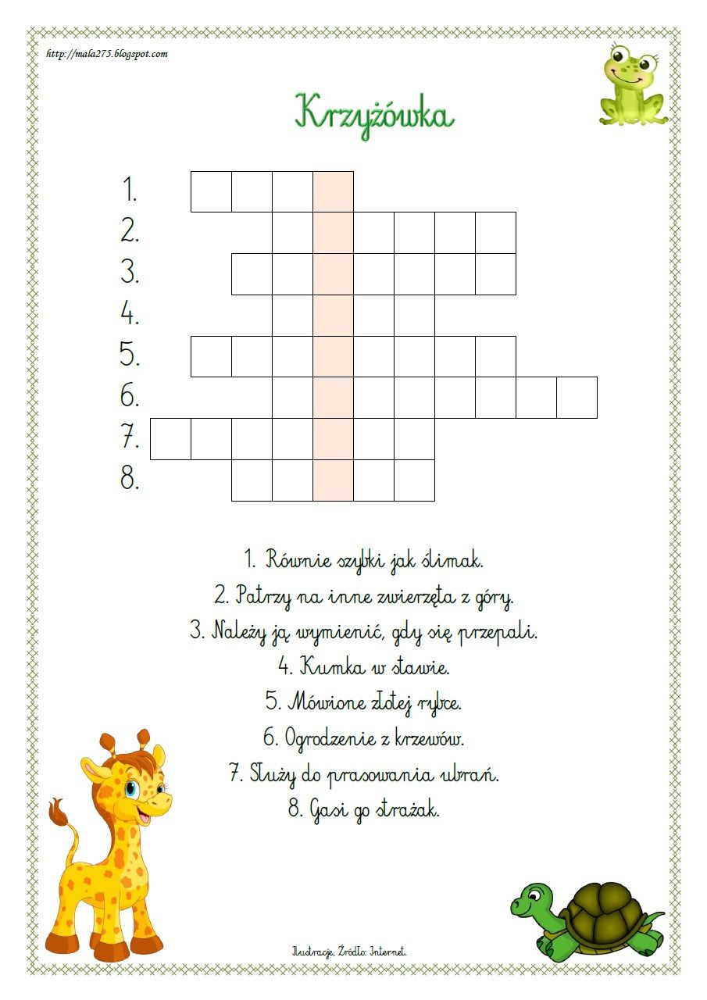 http://mala275.blogspot.com
Krzyżówka
1.
2.
3.
4.
5.
6.
7.
8.
1. Równie szybki jak ślimak.
2. Patrzy na inne zwierzęta z góry.
3. Należy ją wymienić, gdy się przepali.
4. Kumka w stawie.
5. Mówione złotej rybce.
6. Ogrodzenie z krzewów.
7. Służy do prasowania ubrań.
8. Gasi go strażak.
Ilustracje, Źródło: Internet.